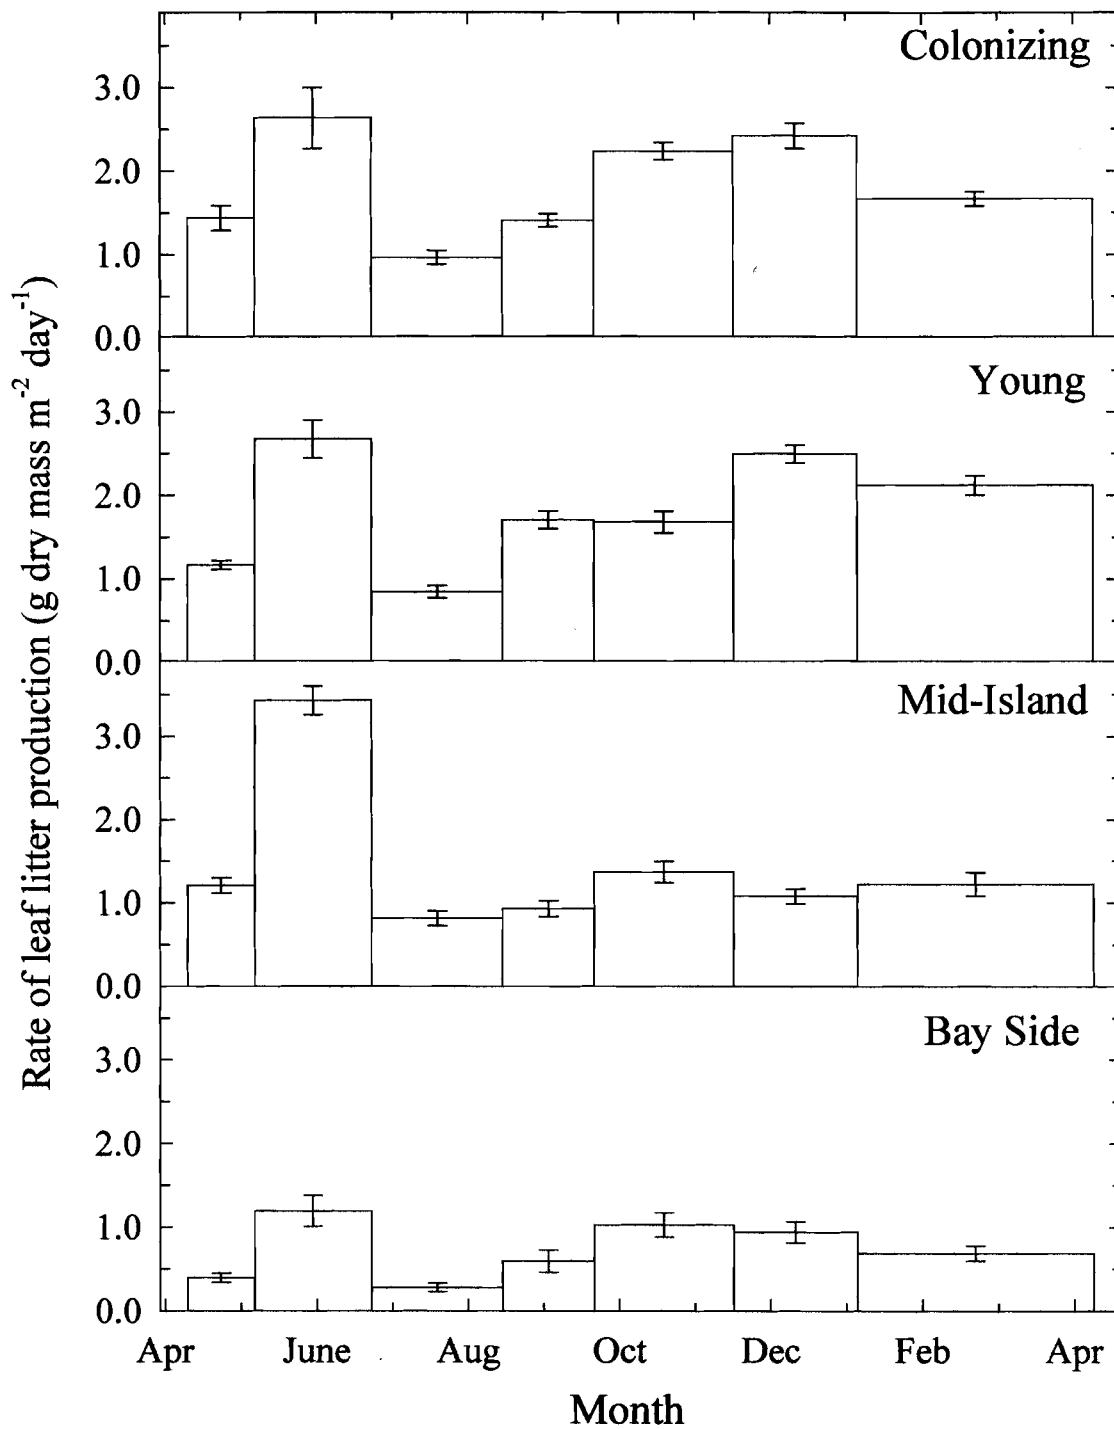 Rate of leaf litter production (g dry mass m-2 day-1)
Colonizing
3.0
2.0
1.0
0.0
Young
3.0
2.0
1.0
0.0
Mid-Island
3.0
2.0
1.0
0.0
Bay Side
3.0
2.0
1.0
0.0
Apr June Aug Oct Dec Feb Apr
Month